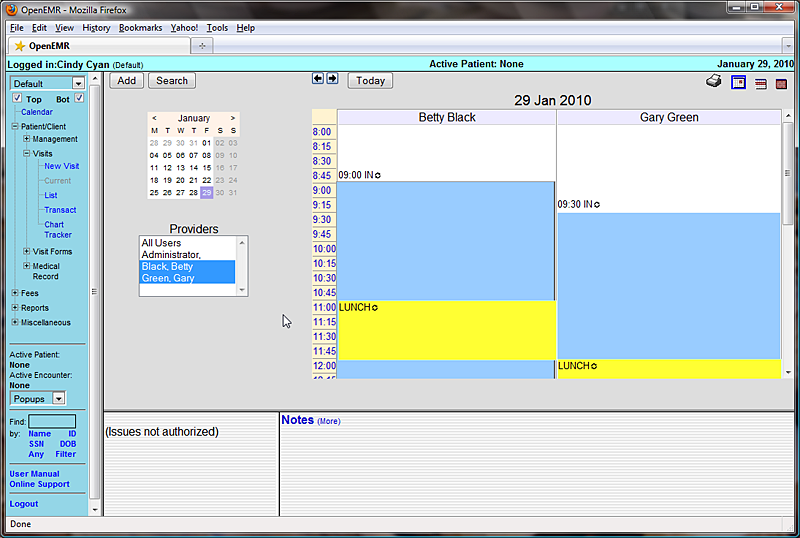 OpenEMR - Mozilla Firefox
File Edit View History Bookmarks Yahoo! Tools Help
OpenEMR
Logged in:Cindy Cyan (Default)
Active Patient: None
January 29, 2010
Default
Top Bot
Calendar
Patient/Client
Management
Visits
New Visit
Current
List
Transact
Chart
Tracker
Visit Forms
Medical
Record
Fees
Reports
Miscellaneous
Active Patient:
None
Active Encounter:
None
Popups
Find:
by: Name ID
SSN DOB
Any Filter
User Manual
Online Support
Logout
Add Search
Today
< January >
M T W T F S S
28 29 30 31 01 02 03
04 05 06 07 08 09 10
11 12 13 14 15 16 17
18 19 20 21 22 23 24
25 26 27 28 29 30 31
Providers
All Users
Administrator,
Black, Betty
Green, Gary
29 Jan 2010
Betty Black Gary Green
8:00
8:15
8:30
8:45 09:00 IN
9:00
9:15 09:30 IN
9:30
9:45
10:00
10:15
10:30
10:45
11:00 LUNCH
11:15
11:30
11:45
12:00 LUNCH
(Issues not authorized)
Notes (More)
Done